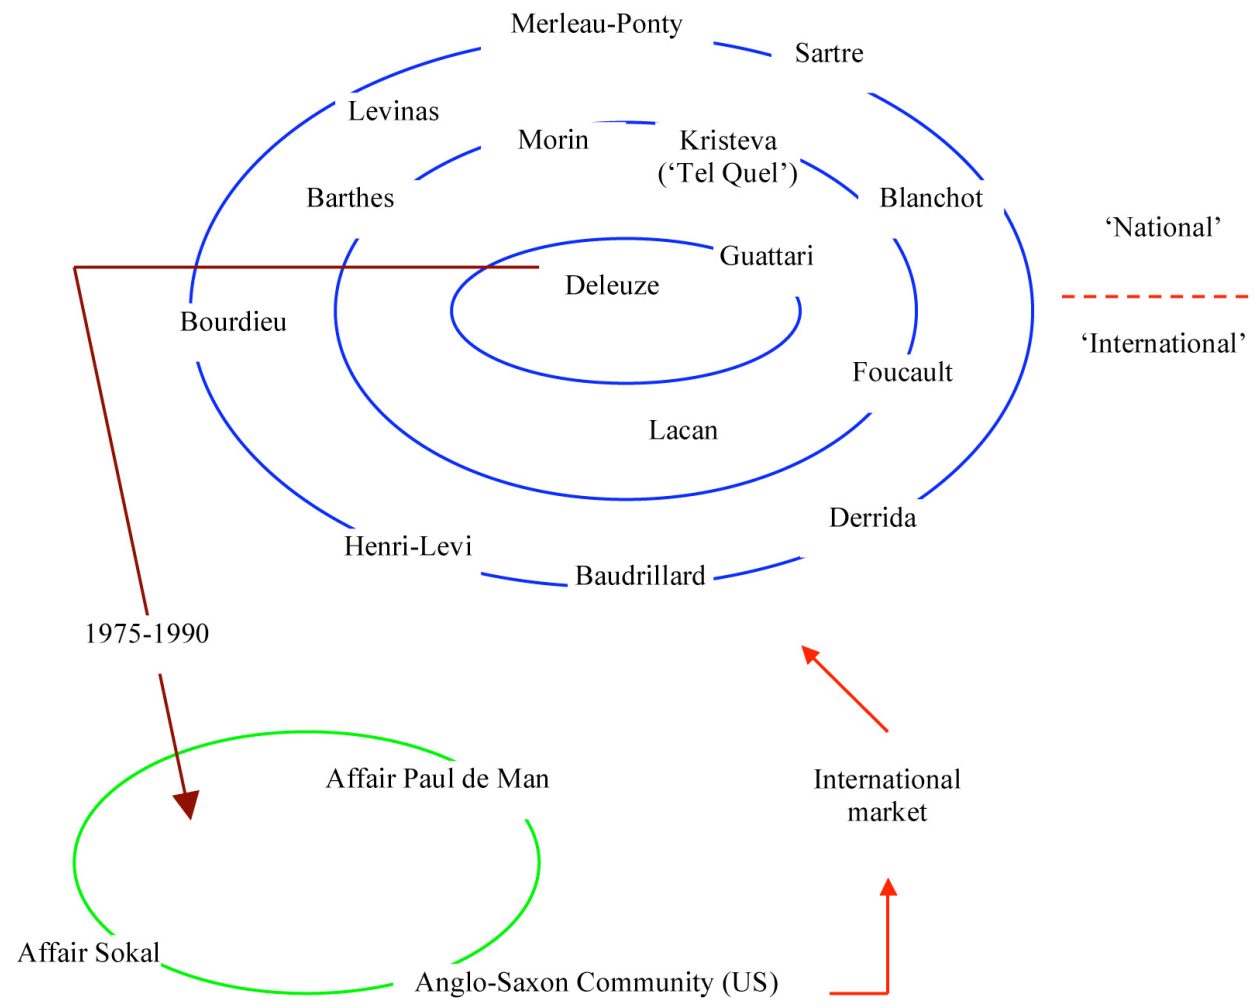 Merleau-Ponty
Sartre
Levinas
Morin
Kristeva
(‘Tel Quel’)
Barthes
Blanchot
‘National’
Guattari
Deleuze
Bourdieu
‘International’
Foucault
Lacan
Derrida
Henri-Levi
Baudrillard
1975-1990
Affair Paul de Man
International
market
Affair Sokal
Anglo-Saxon Community (US)